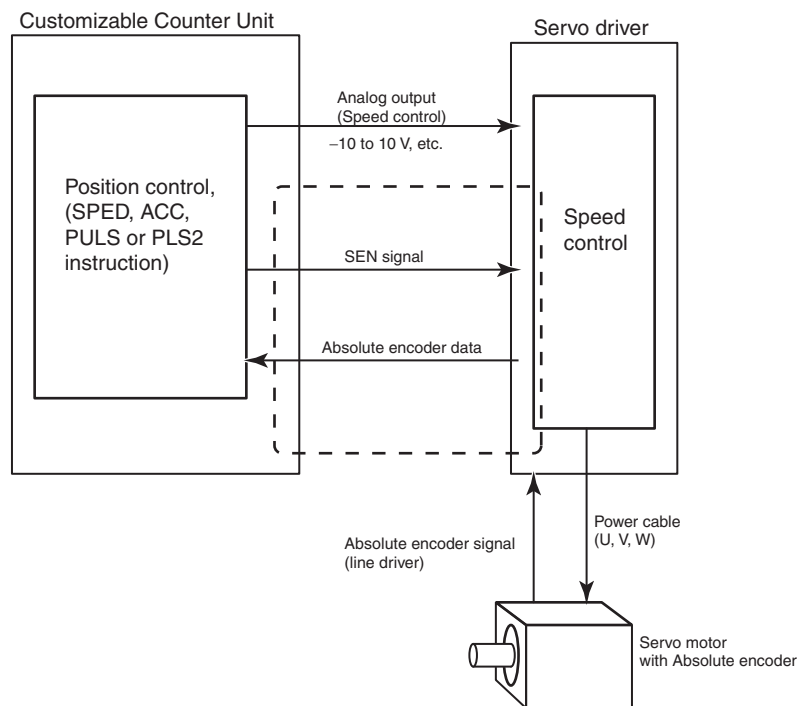 Customizable Counter Unit
Servo driver
Analog output
(Speed control)
–10 to 10 V, etc.
Position control,
(SPED, ACC,
PULS or PLS2
instruction)
Speed
control
SEN signal
Absolute encoder data
Power cable
(U, V, W)
Absolute encoder signal
(line driver)
Servo motor
with Absolute encoder